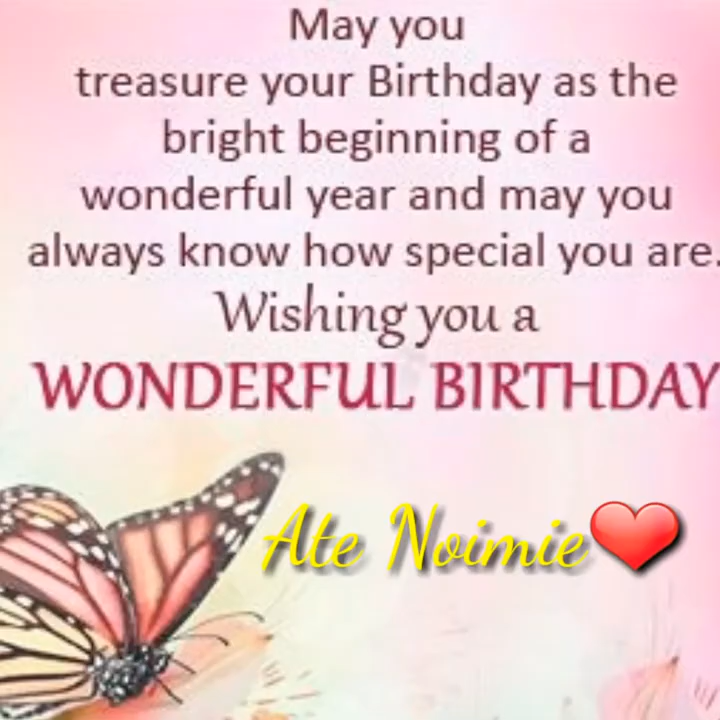 May you
treasure your Birthday as the
bright beginning of a
wonderful year and may you
always know how special you are.
Wishing you a
WONDERFUL BIRTHDAY
Ate Noimie❤